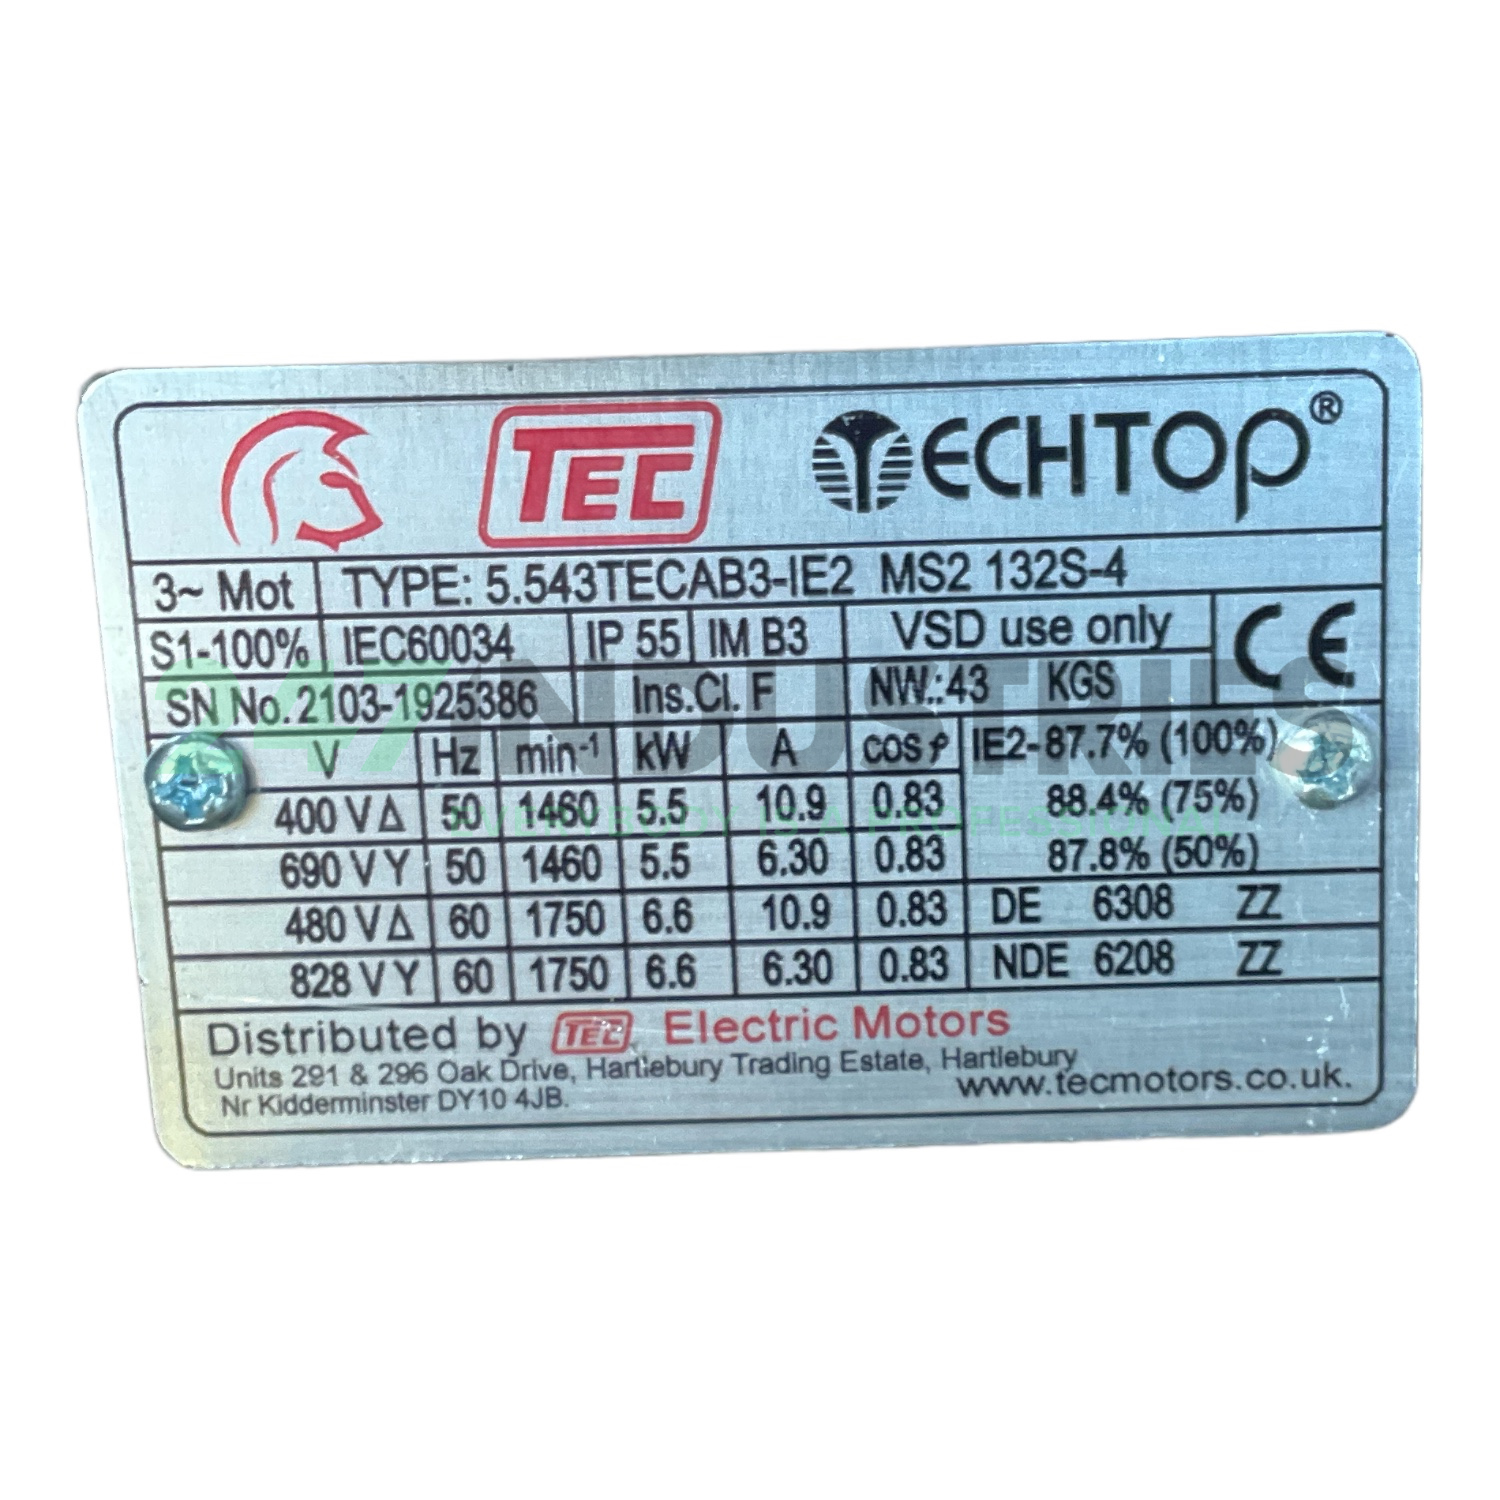 TEC TECHTOP®
3~ Mot TYPE: 5.543TECAB3-IE2 MS2 132S-4
S1-100% IEC60034 IP 55 IM B3 VSD use only CE
SN No.2103-1925386 Ins.Cl. F NW.:43 KGS
247INDUSTRIES
V Hz min-1 kW A cos φ IE2-87.7% (100%)
400 V Δ 50 1460 5.5 10.9 0.83 88.4% (75%)
EVERYBODY IS A PROFESSIONAL
690 V Y 50 1460 5.5 6.30 0.83 87.8% (50%)
480 V Δ 60 1750 6.6 10.9 0.83 DE 6308 ZZ
828 V Y 60 1750 6.6 6.30 0.83 NDE 6208 ZZ
Distributed by TEC Electric Motors
Units 291 & 296 Oak Drive, Hartlebury Trading Estate, Hartlebury
Nr Kidderminster DY10 4JB. www.tecmotors.co.uk.